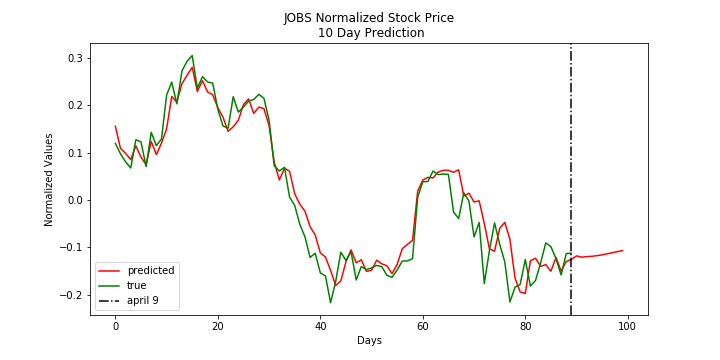 JOBS Normalized Stock Price
10 Day Prediction
Normalized Values
0.3
0.2
0.1
0.0
−0.1
−0.2
predicted
true
april 9
0 20 40 60 80 100
Days